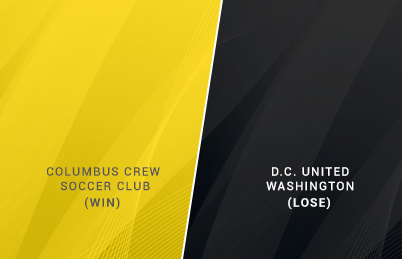 COLUMBUS CREW
SOCCER CLUB
(WIN)
D.C. UNITED
WASHINGTON
(LOSE)